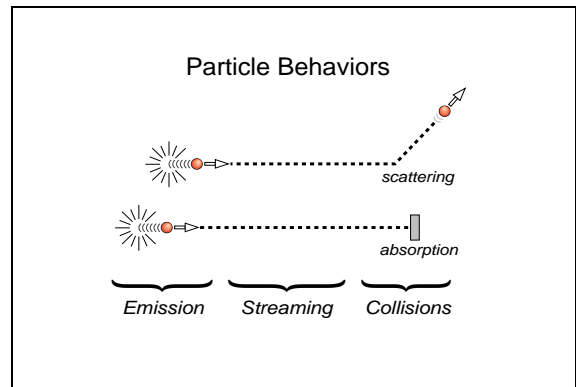 Particle Behaviors
scattering
absorption
Emission Streaming Collisions